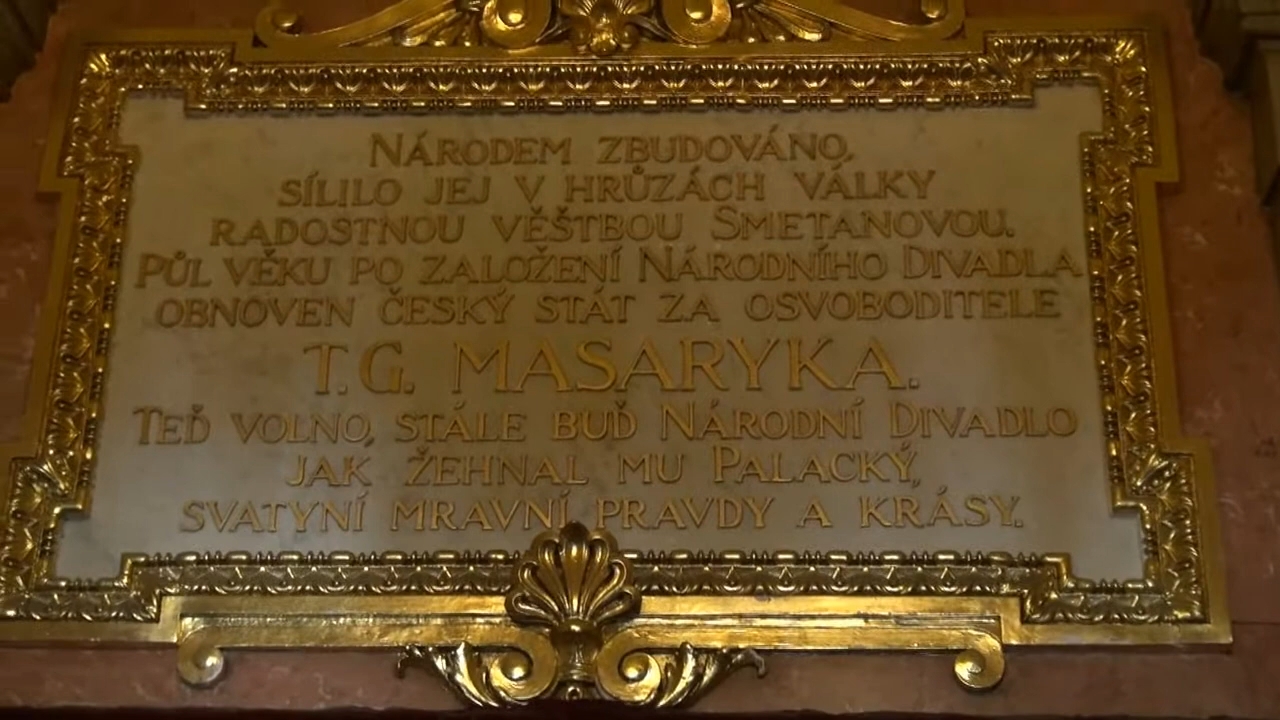 NÁRODEM ZBUDOVÁNO,
SÍLILO JEJ V HRŮZÁCH VÁLKY
RADOSTNOU VĚŠTBOU SMETANOVOU.
PŮL VĚKU PO ZALOŽENÍ NÁRODNÍHO DIVADLA
OBNOVEN ČESKÝ STÁT ZA OSVOBODITELE
T. G. MASARYKA.
TEĎ VOLNO, STÁLE BUĎ NÁRODNÍ DIVADLO
JAK ŽEHNAL MU PALACKÝ,
SVATYNÍ MRAVNÍ PRAVDY A KRÁSY.